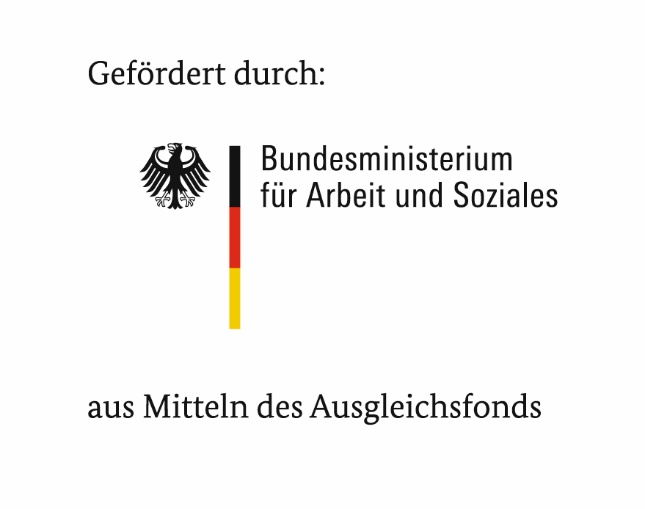 Gefördert durch:
Bundesministerium
für Arbeit und Soziales
aus Mitteln des Ausgleichsfonds